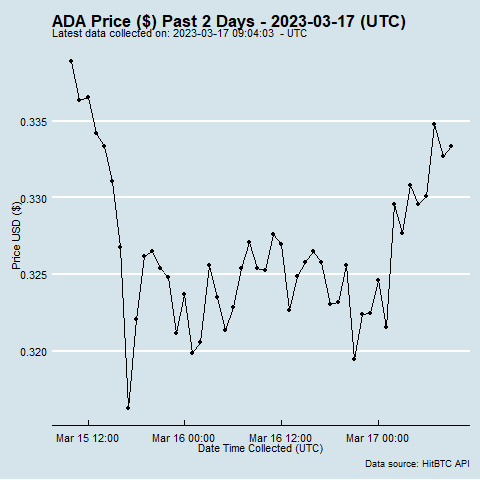 ADA Price ($) Past 2 Days - 2023-03-17 (UTC)
Latest data collected on: 2023-03-17 09:04:03 - UTC
0.335
0.330
0.325
0.320
Price USD ($)
Mar 15 12:00
Mar 16 00:00
Mar 16 12:00
Mar 17 00:00
Date Time Collected (UTC)
Data source: HitBTC API